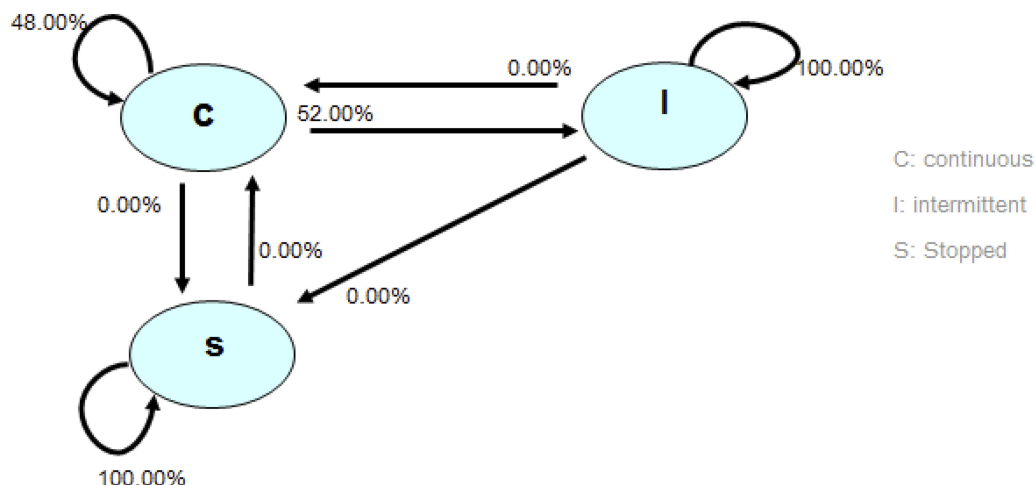 48.00%
C
52.00%
0.00%
I
100.00%
C: continuous
I: intermittent
S: Stopped
0.00%
0.00%
0.00%
S
100.00%